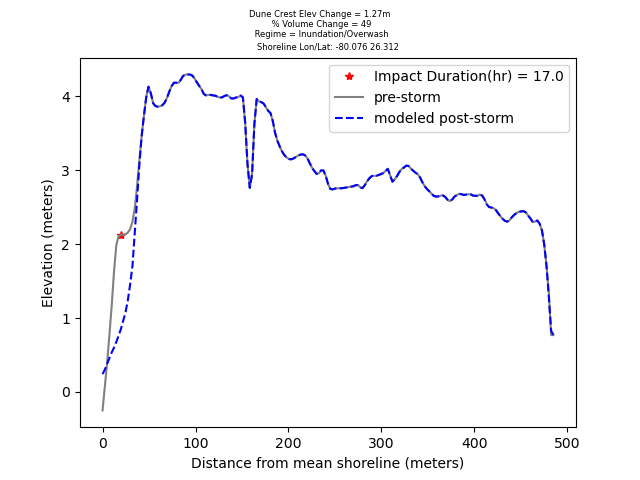 Dune Crest Elev Change = 1.27m
% Volume Change = 49
Regime = Inundation/Overwash
Shoreline Lon/Lat: -80.076 26.312
Impact Duration(hr) = 17.0
pre-storm
modeled post-storm
Elevation (meters)
4
3
2
1
0
0 100 200 300 400 500
Distance from mean shoreline (meters)